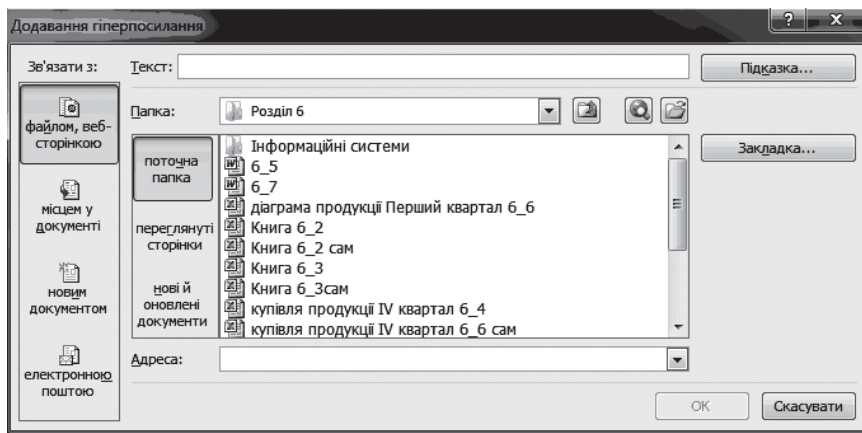 Додавання гіперпосилання
? X
Зв'язати з:
Текст:
Підказка...
файлом, веб-
сторінкою
Папка:
Розділ 6
Закладка...
поточна
папка
Інформаційні системи
6_5
6_7
діаграма продукції Перший квартал 6_6
Книга 6_2
Книга 6_2 сам
Книга 6_3
Книга 6_3сам
купівля продукції IV квартал 6_4
купівля продукції IV квартал 6_6 сам
місцем у
документі
переглянуті
сторінки
новим
документом
нові й
оновлені
документи
Адреса:
електронною
поштою
ОК
Скасувати